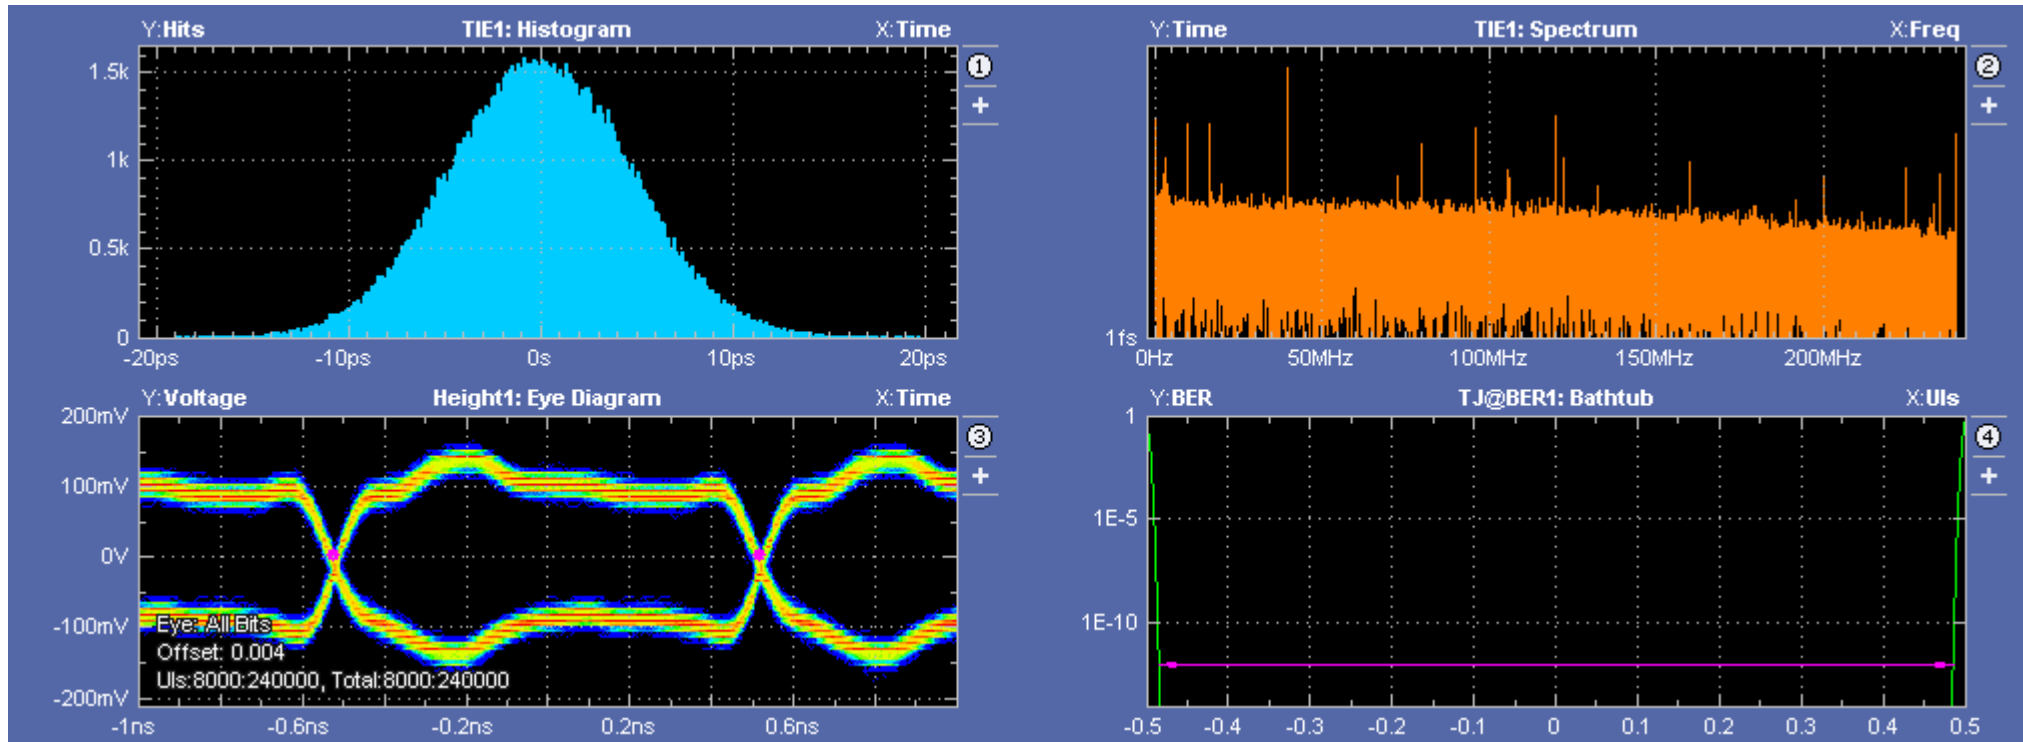 Y:Hits TIE1: Histogram X:Time
1.5k
1k
0.5k
0
-20ps -10ps 0s 10ps 20ps
1
+
Y:Time TIE1: Spectrum X:Freq
1fs
0Hz 50MHz 100MHz 150MHz 200MHz
2
+
Y:Voltage Height1: Eye Diagram X:Time
200mV
100mV
0V
-100mV
-200mV
Eye: All Bits
Offset: 0.004
UIs:8000:240000, Total:8000:240000
-1ns -0.6ns -0.2ns 0.2ns 0.6ns
3
+
Y:BER TJ@BER1: Bathtub X:UIs
1
1E-5
1E-10
-0.5 -0.4 -0.3 -0.2 -0.1 0 0.1 0.2 0.3 0.4 0.5
4
+